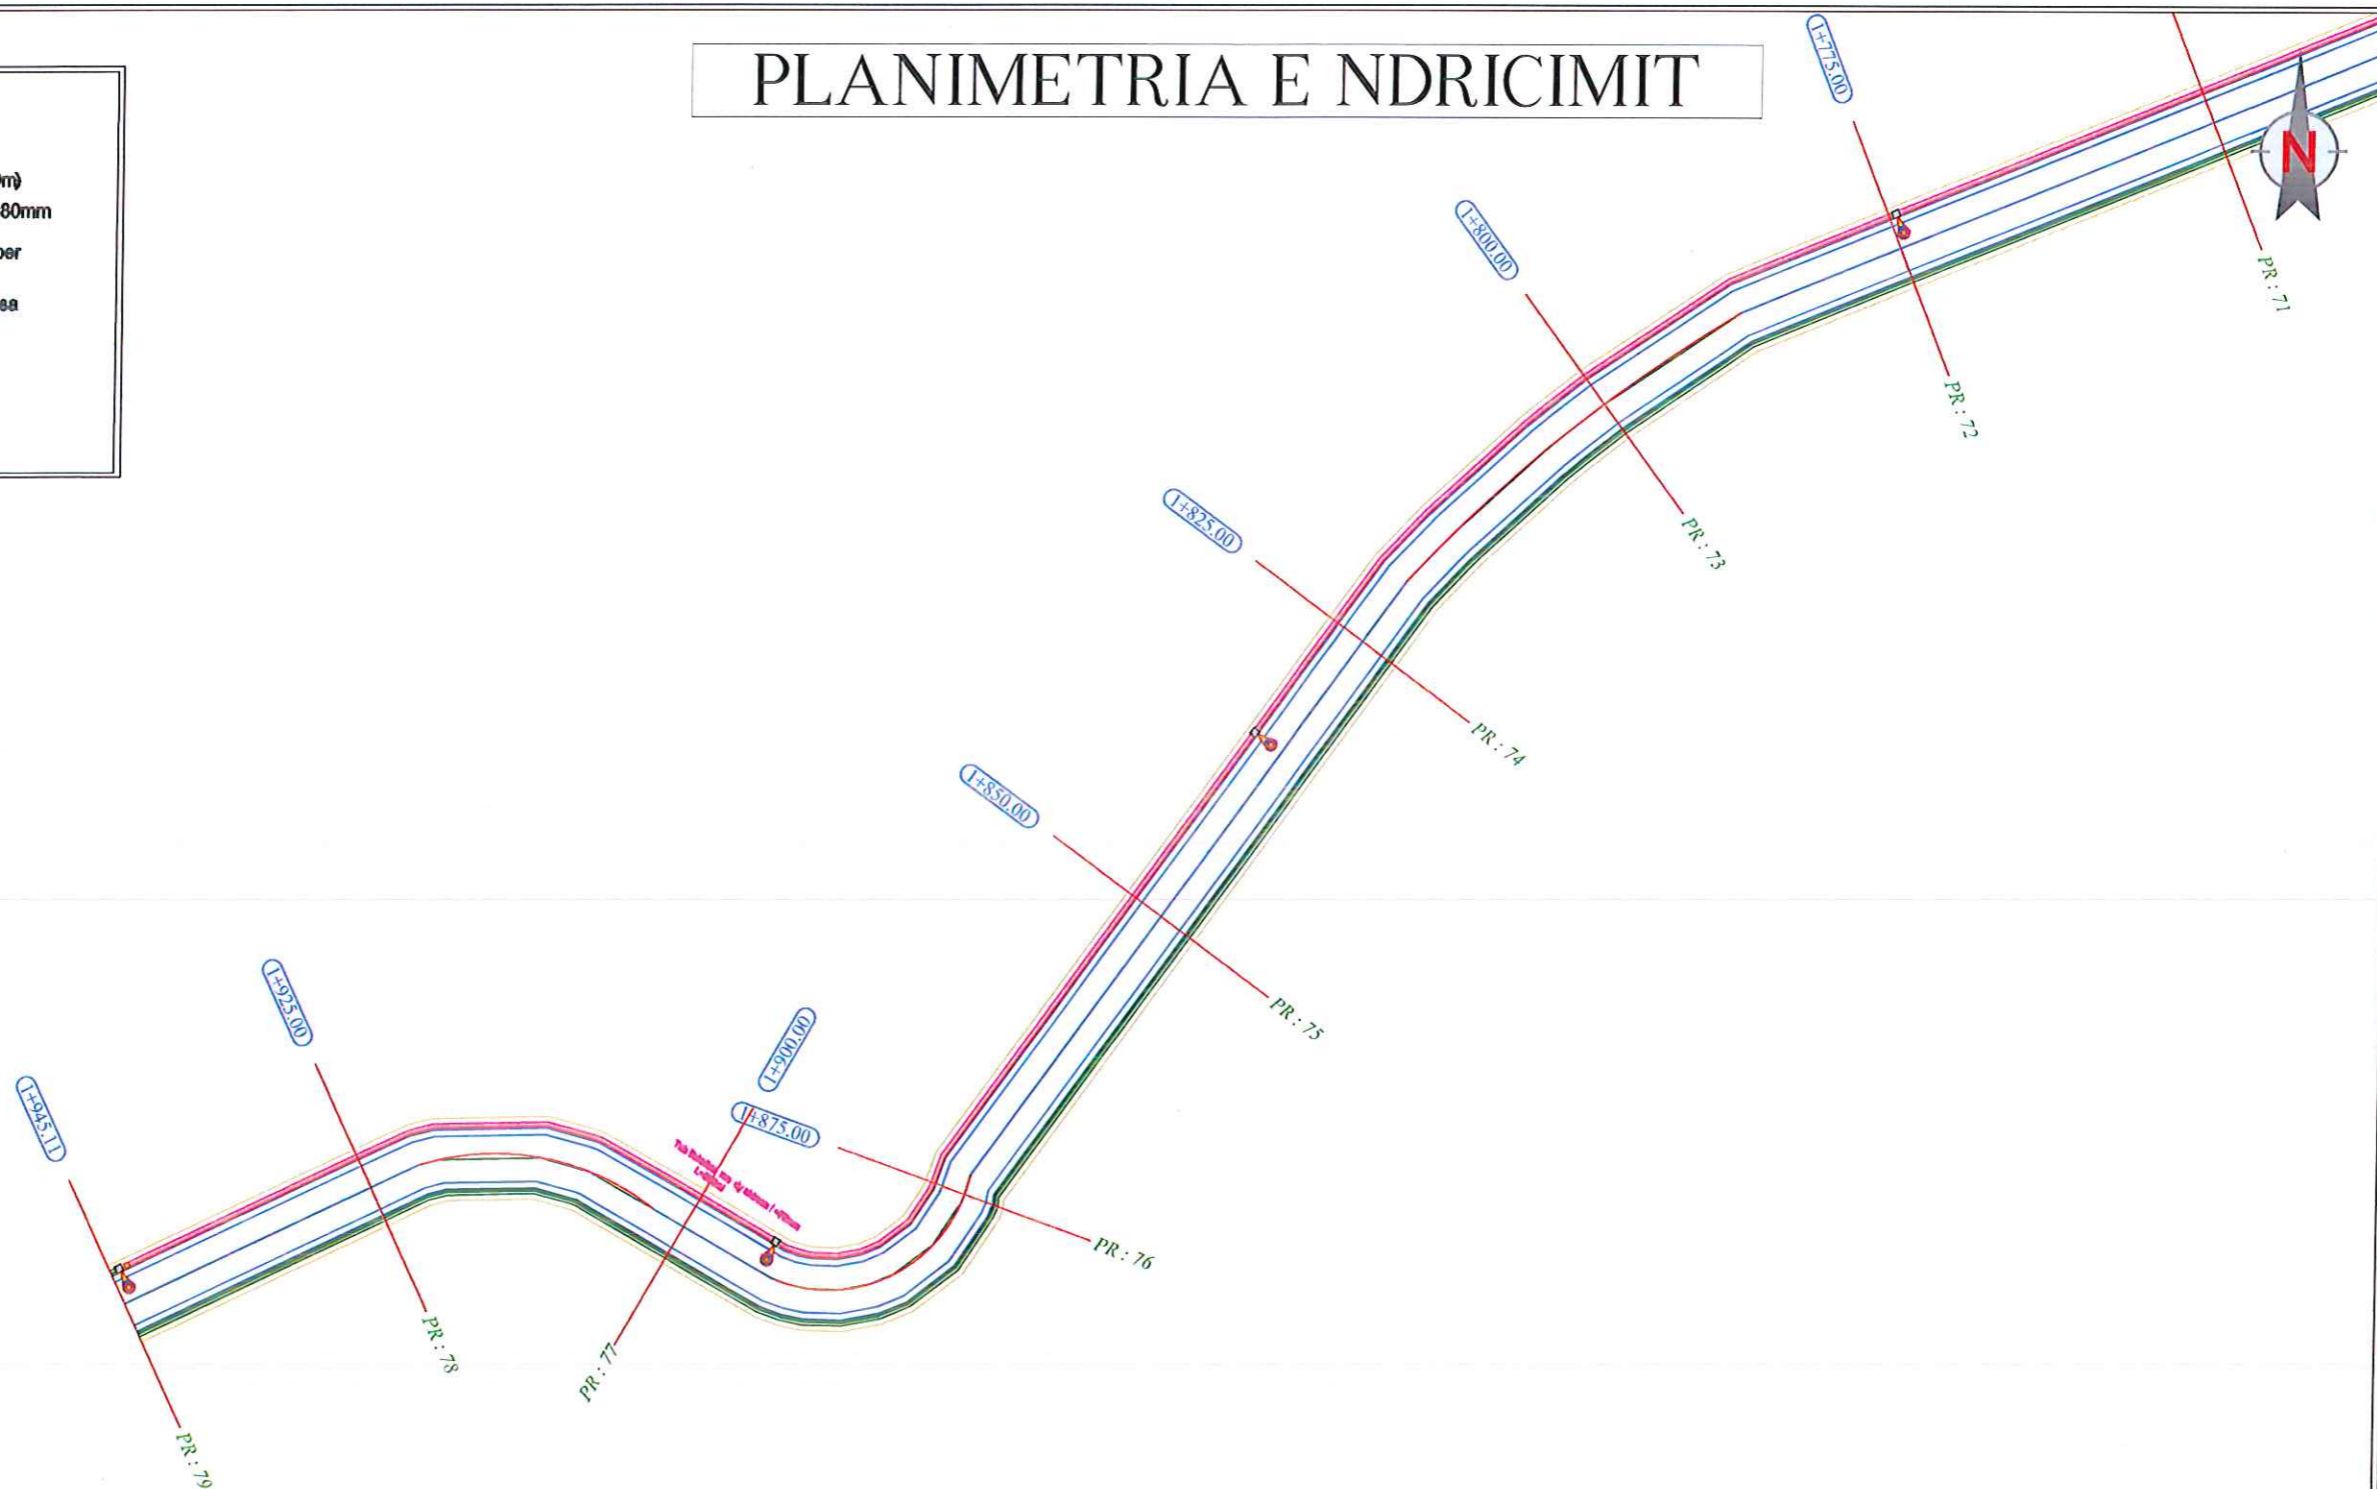 PLANIMETRIA E NDRICIMIT
80mm
N
1+775.00
1+800.00
1+825.00
1+850.00
1+875.00
1+900.00
1+925.00
1+945.11
PR : 71
PR : 72
PR : 73
PR : 74
PR : 75
PR : 76
PR : 77
PR : 78
PR : 79